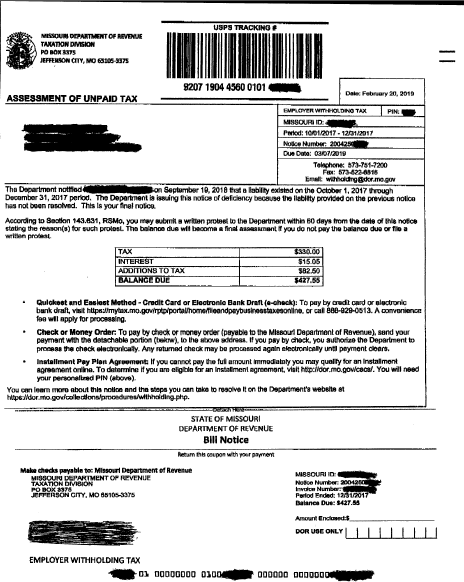 USPS TRACKING #
MISSOURI DEPARTMENT OF REVENUE
TAXATION DIVISION
PO BOX 3375
JEFFERSON CITY, MO 63105-3375
9207 1904 4560 0101
Date: February 20, 2019
ASSESSMENT OF UNPAID TAX
EMPLOYER WITHHOLDING TAX PIN:
MISSOURI ID:
Period: 10/01/2017 - 12/31/2017
Notice Number: 200425
Due Date: 03/07/2019
Telephone: 573-751-7200
Fax: 573-522-6816
Email: withholding@dor.mo.gov
The Department notified on September 19, 2018 that a liability existed on the October 1, 2017 through
December 31, 2017 period. The Department is issuing this notice of deficiency because the liability provided on the previous notice
has not been resolved. This is your final notice.
According to Section 143.631, RSMo, you may submit a written protest to the Department within 60 days from the date of this notice
stating the reason(s) for such protest. The balance due will become a final assessment if you do not pay the balance due or file a
written protest.
TAX $330.00
INTEREST $15.05
ADDITIONS TO TAX $82.50
BALANCE DUE $427.55
• Quickest and Easiest Method - Credit Card or Electronic Bank Draft (e-check): To pay by credit card or electronic
bank draft, visit https://mytax.mo.gov/rptp/portal/home/fileendpaybusinesstaxesonline, or call 888-929-0513. A convenience
fee will apply for processing.
• Check or Money Order: To pay by check or money order (payable to the Missouri Department of Revenue), send your
payment with the detachable portion (below), to the above address. If you pay by check, you authorize the Department to
process the check electronically. Any returned check may be processed again electronically until payment clears.
• Installment Pay Plan Agreement: If you cannot pay the full amount immediately you may qualify for an installment
agreement online. To determine if you are eligible for an installment agreement, visit http://dor.mo.gov/cacs/. You will need
your personalized PIN (above).
You can learn more about this notice and the steps you can take to resolve it on the Department's website at
https://dor.mo.gov/collections/procedures/withholding.php.
Detach Here
STATE OF MISSOURI
DEPARTMENT OF REVENUE
Bill Notice
Return this coupon with your payment
Make checks payable to: Missouri Department of Revenue
MISSOURI DEPARTMENT OF REVENUE
TAXATION DIVISION
PO BOX 3375
JEFFERSON CITY, MO 65105-3375
MISSOURI ID:
Notice Number: 2004250
Invoice Number:
Period Ended: 12/31/2017
Balance Due: $427.55
Amount Enclosed:$
DOR USE ONLY
EMPLOYER WITHHOLDING TAX
01 00000000 0100 000000 0000000